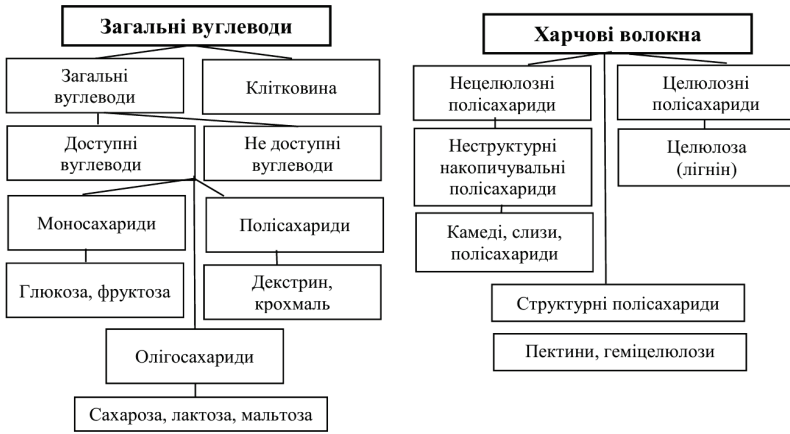 Загальні вуглеводи
Загальні
вуглеводи
Клітковина
Доступні
вуглеводи
Не доступні
вуглеводи
Моносахариди
Полісахариди
Глюкоза, фруктоза
Декстрин,
крохмаль
Олігосахариди
Сахароза, лактоза, мальтоза
Харчові волокна
Нецелюлозні
полісахариди
Целюлозні
полісахариди
Неструктурні
накопичувальні
полісахариди
Целюлоза
(лігнін)
Камеді, слизи,
полісахариди
Структурні полісахариди
Пектини, геміцелюлози